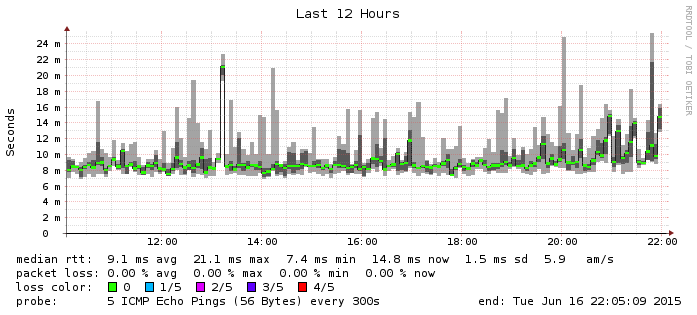 Last 12 Hours
RRDTOOL / TOBI OETIKER
Seconds
24 m
22 m
20 m
18 m
16 m
14 m
12 m
10 m
8 m
6 m
4 m
2 m
0
12:00 14:00 16:00 18:00 20:00 22:00
median rtt: 9.1 ms avg 21.1 ms max 7.4 ms min 14.8 ms now 1.5 ms sd 5.9 am/s
packet loss: 0.00 % avg 0.00 % max 0.00 % min 0.00 % now
loss color: 0 1/5 2/5 3/5 4/5
probe: 5 ICMP Echo Pings (56 Bytes) every 300s end: Tue Jun 16 22:05:09 2015